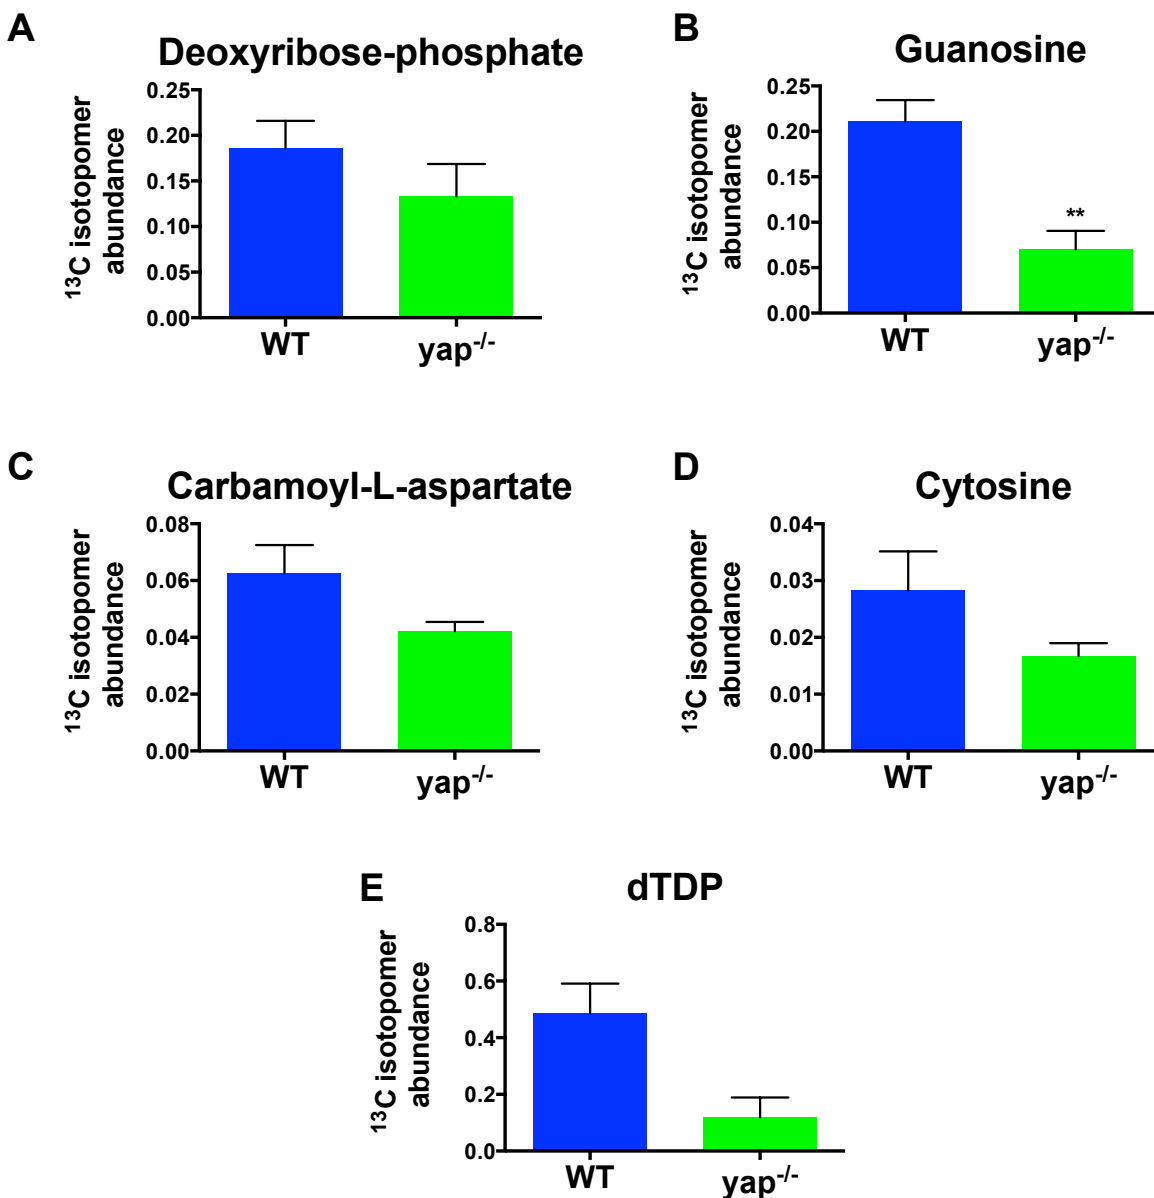 A
Deoxyribose-phosphate
¹³C isotopomer
abundance
0.25
0.20
0.15
0.10
0.05
0.00
WT
yap⁻/⁻
B
Guanosine
¹³C isotopomer
abundance
0.25
0.20
0.15
0.10
0.05
0.00
**
WT
yap⁻/⁻
C
Carbamoyl-L-aspartate
¹³C isotopomer
abundance
0.08
0.06
0.04
0.02
0.00
WT
yap⁻/⁻
D
Cytosine
¹³C isotopomer
abundance
0.04
0.03
0.02
0.01
0.00
WT
yap⁻/⁻
E
dTDP
¹³C isotopomer
abundance
0.8
0.6
0.4
0.2
0.0
WT
yap⁻/⁻